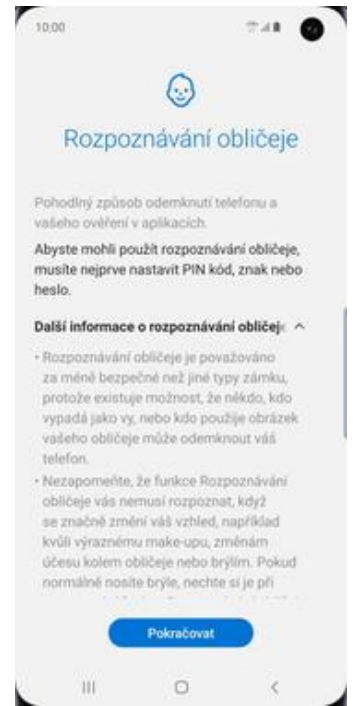 10:00
Rozpoznávání obličeje
Pohodlný způsob odemknutí telefonu a
vašeho ověření v aplikacích.
Abyste mohli použít rozpoznávání obličeje,
musíte nejprve nastavit PIN kód, znak nebo
heslo.
Další informace o rozpoznávání obličej
• Rozpoznávání obličeje je považováno
za méně bezpečné než jiné typy zámku,
protože existuje možnost, že někdo, kdo
vypadá jako vy, nebo kdo použije obrázek
vašeho obličeje může odemknout váš
telefon.
• Nezapomeňte, že funkce Rozpoznávání
obličeje vás nemusí rozpoznat, když
se značně změní váš vzhled, například
kvůli výraznému make-upu, změnám
účesu kolem obličeje nebo brýlím. Pokud
normálně nosíte brýle, nechte si je při
Pokračovat